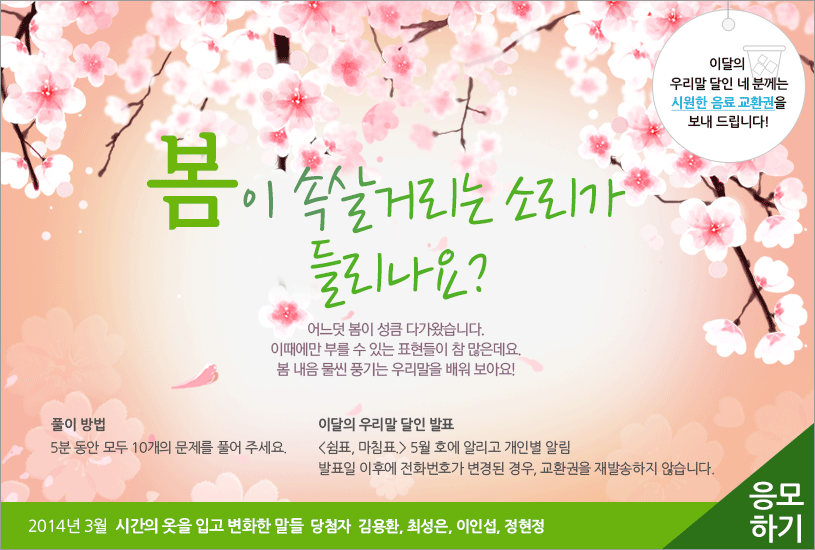 이달의
우리말 달인 네 분께는
시원한 음료 교환권을
보내 드립니다!
봄이 속살거리는 소리가
들리나요?
어느덧 봄이 성큼 다가왔습니다.
이때에만 부를 수 있는 표현들이 참 많은데요.
봄 내음 물씬 풍기는 우리말을 배워 보아요!
풀이 방법
5분 동안 모두 10개의 문제를 풀어 주세요.
이달의 우리말 달인 발표
<쉼표, 마침표.> 5월 호에 알리고 개인별 알림
발표일 이후에 전화번호가 변경된 경우, 교환권을 재발송하지 않습니다.
2014년 3월 시간의 옷을 입고 변화한 말들 당첨자 김용환, 최성은, 이인섭, 정현정
응모
하기